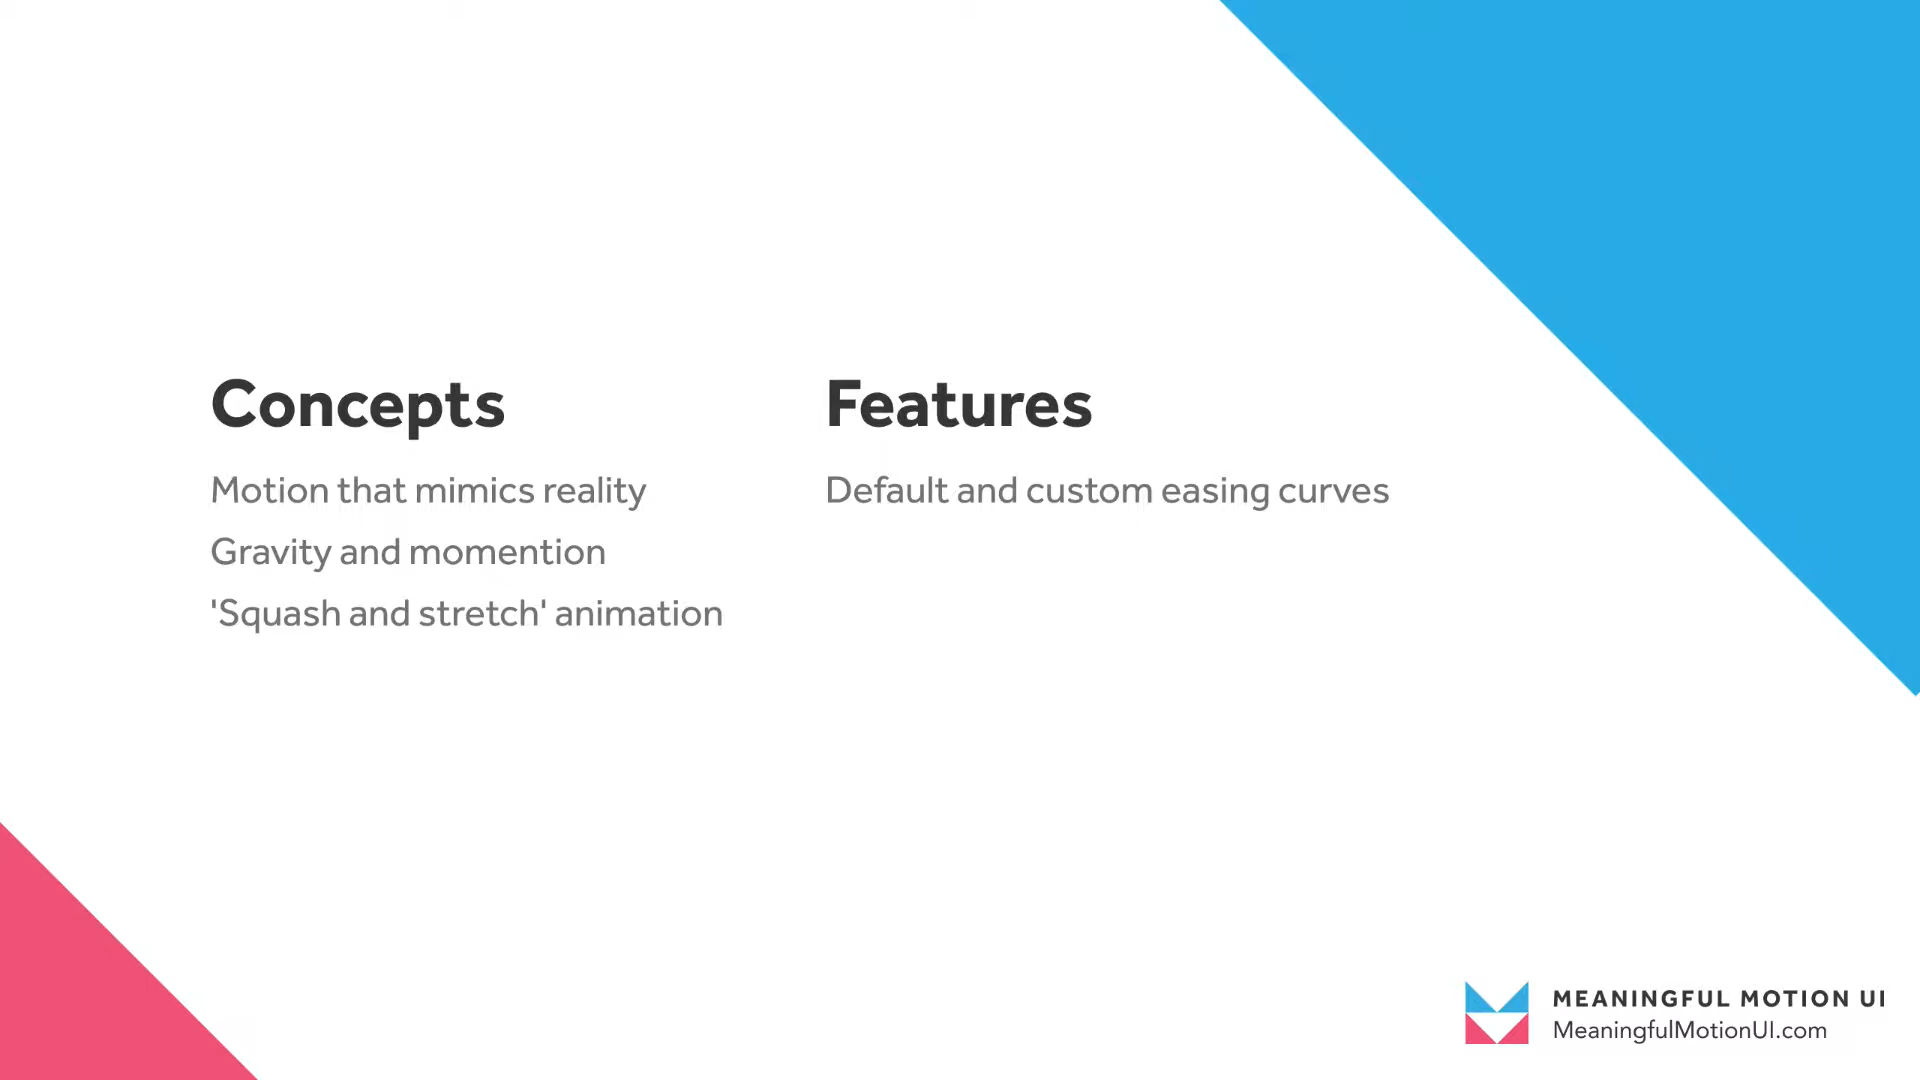 Concepts
Motion that mimics reality
Gravity and momention
'Squash and stretch' animation
Features
Default and custom easing curves
MEANINGFUL MOTION UI
MeaningfulMotionUI.com